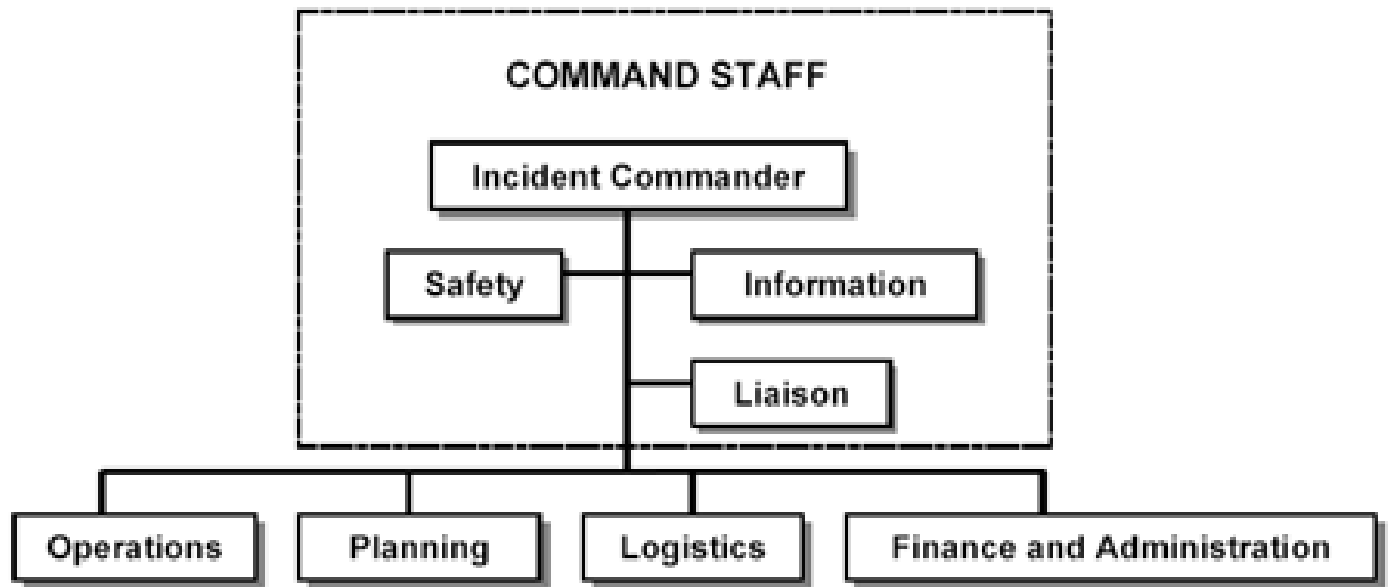 COMMAND STAFF
Incident Commander
Safety
Information
Liaison
Operations
Planning
Logistics
Finance and Administration